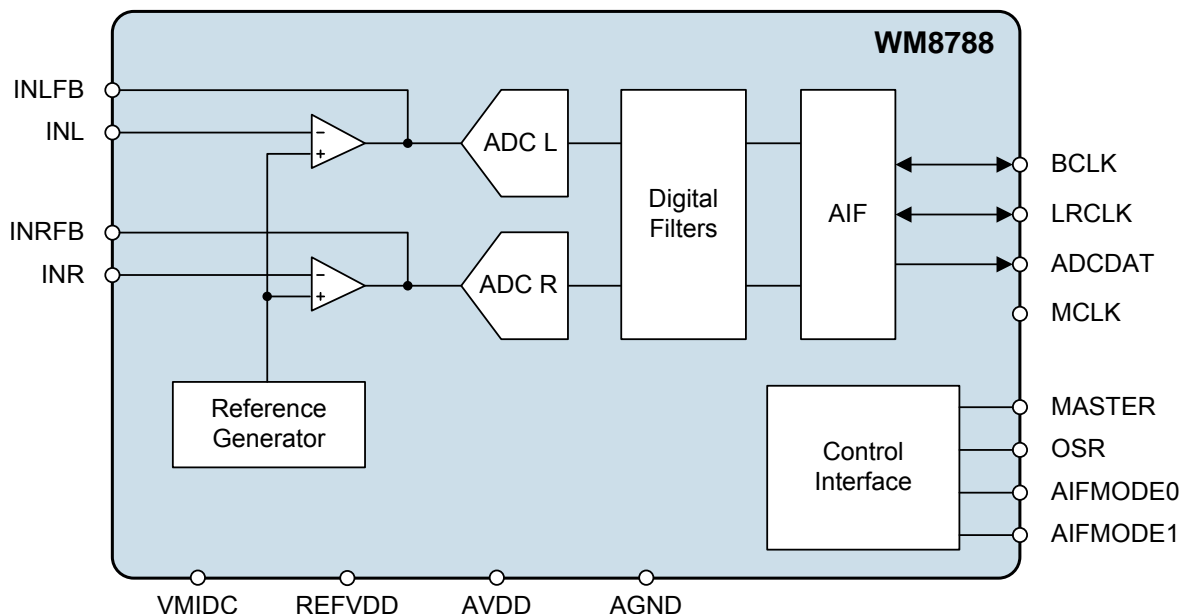 WM8788
INLFB
INL
INRFB
INR
-
+
-
+
ADC L
ADC R
Digital
Filters
AIF
BCLK
LRCLK
ADCDAT
MCLK
Reference
Generator
Control
Interface
MASTER
OSR
AIFMODE0
AIFMODE1
VMIDC REFVDD AVDD AGND